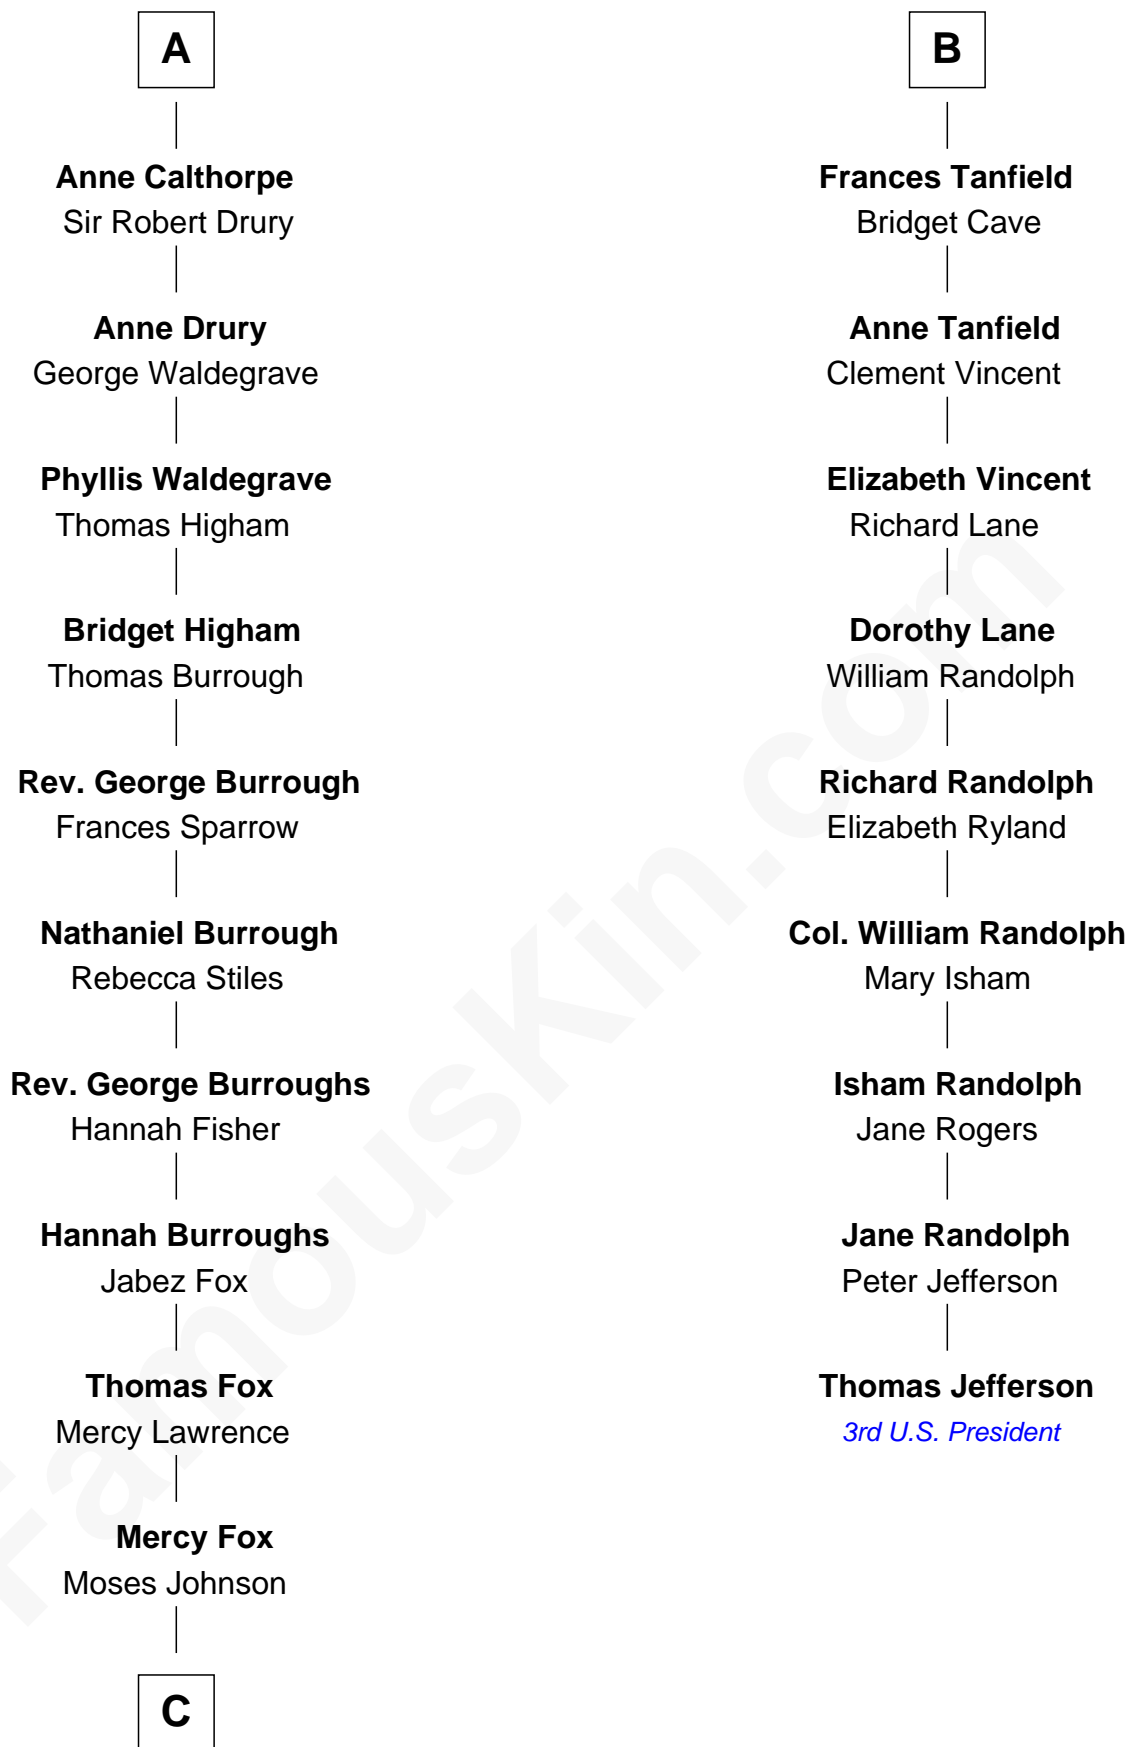 A
Anne Calthorpe
Sir Robert Drury
Anne Drury
George Waldegrave
Phyllis Waldegrave
Thomas Higham
Bridget Higham
Thomas Burrough
Rev. George Burrough
Frances Sparrow
Nathaniel Burrough
Rebecca Stiles
Rev. George Burroughs
Hannah Fisher
Hannah Burroughs
Jabez Fox
Thomas Fox
Mercy Lawrence
Mercy Fox
Moses Johnson
C
B
Frances Tanfield
Bridget Cave
Anne Tanfield
Clement Vincent
Elizabeth Vincent
Richard Lane
Dorothy Lane
William Randolph
Richard Randolph
Elizabeth Ryland
Col. William Randolph
Mary Isham
Isham Randolph
Jane Rogers
Jane Randolph
Peter Jefferson
Thomas Jefferson
3rd U.S. President
FamousKin.com